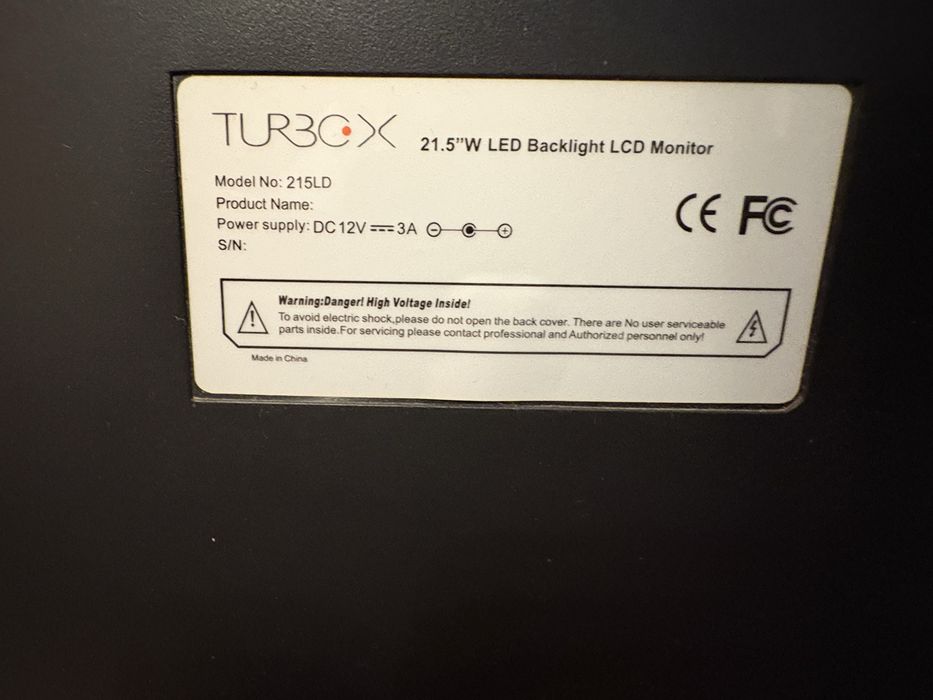 TURBOX
21.5”W LED Backlight LCD Monitor
Model No: 215LD
Product Name:
Power supply: DC 12V ⎓ 3A
S/N:
CE FC
Warning:Danger! High Voltage Inside!
To avoid electric shock,please do not open the back cover. There are No user serviceable
parts inside.For servicing please contact professional and Authorized personnel only!
Made in China